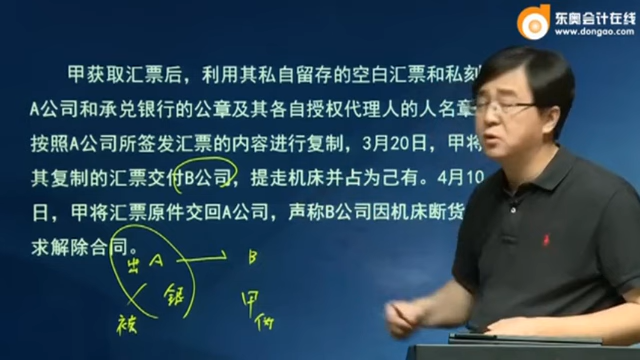 东奥会计在线
www.dongao.com
甲获取汇票后，利用其私自留存的空白汇票和私刻
A公司和承兑银行的公章及其各自授权代理人的人名章
按照A公司所签发汇票的内容进行复制，3月20日，甲将
其复制的汇票交付B公司，提走机床并占为己有。4月10
日，甲将汇票原件交回A公司，声称B公司因机床断货
求解除合同。
出 A B
银 甲
被 伪